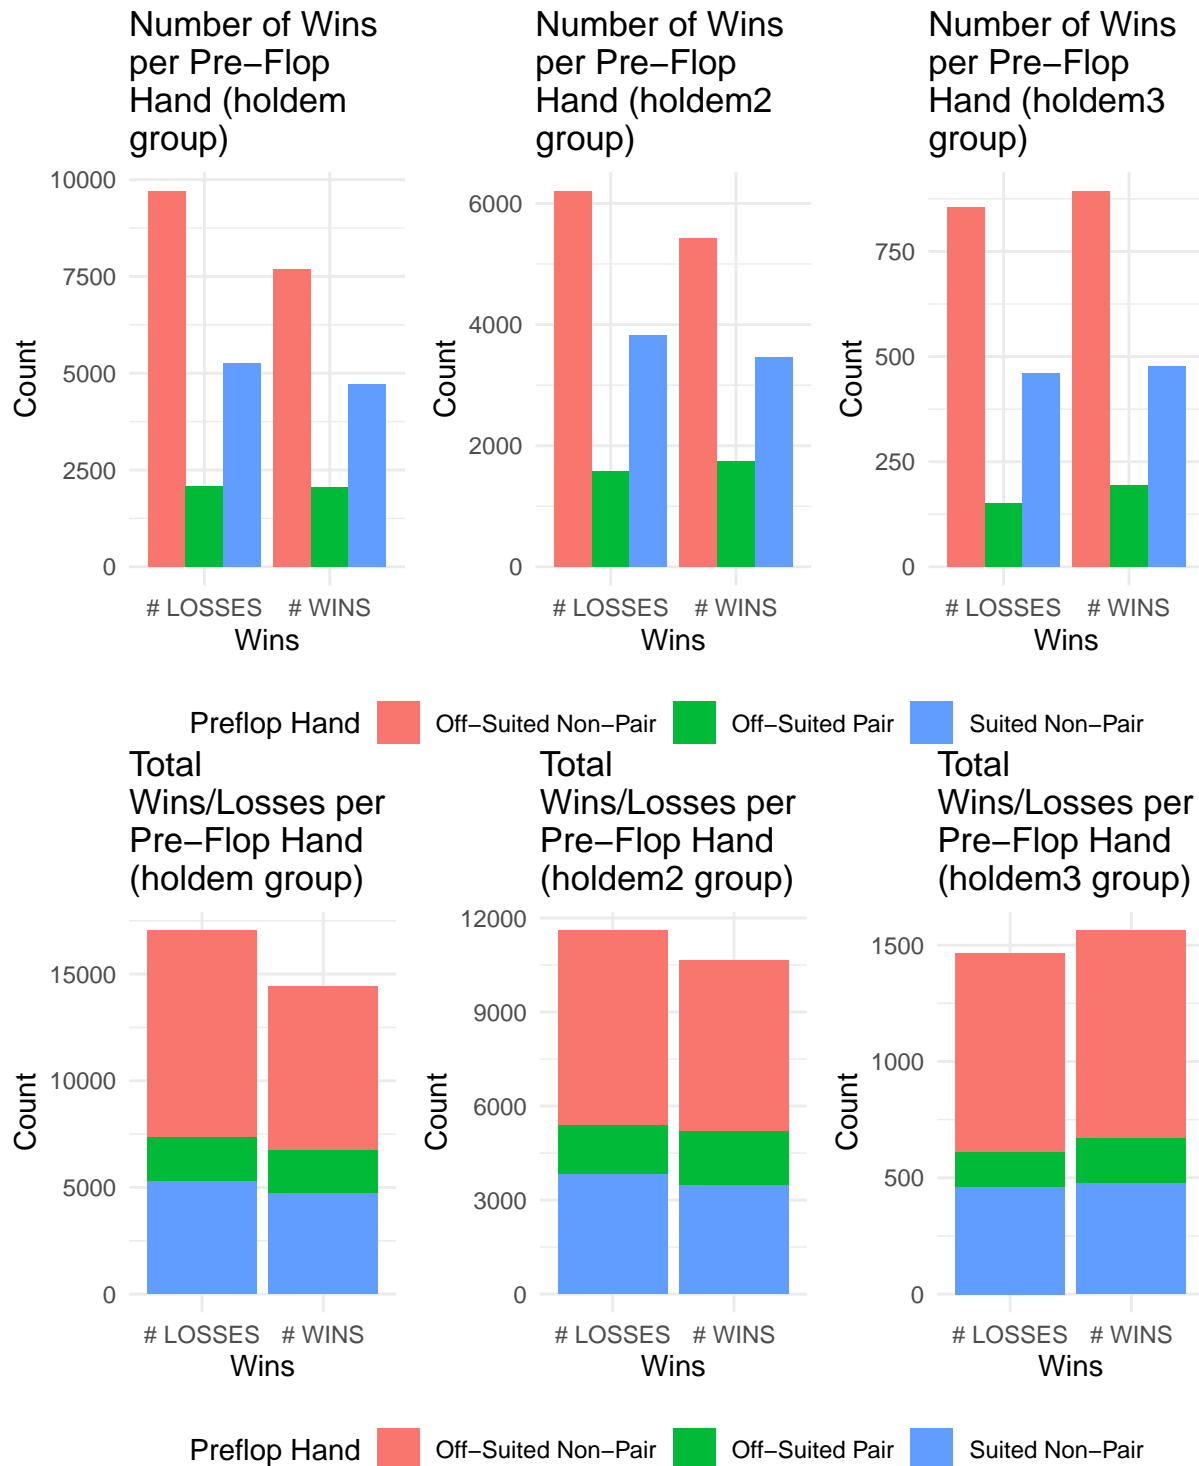 Number of Wins
per Pre−Flop
Hand (holdem
group)
10000
7500
5000
2500
0
Count
# LOSSES
# WINS
Wins
Number of Wins
per Pre−Flop
Hand (holdem2
group)
6000
4000
2000
0
Count
# LOSSES
# WINS
Wins
Number of Wins
per Pre−Flop
Hand (holdem3
group)
750
500
250
0
Count
# LOSSES
# WINS
Wins
Preflop Hand
Off−Suited Non−Pair
Off−Suited Pair
Suited Non−Pair
Total
Wins/Losses per
Pre−Flop Hand
(holdem group)
15000
10000
5000
0
Count
# LOSSES
# WINS
Wins
Total
Wins/Losses per
Pre−Flop Hand
(holdem2 group)
12000
9000
6000
3000
0
Count
# LOSSES
# WINS
Wins
Total
Wins/Losses per
Pre−Flop Hand
(holdem3 group)
1500
1000
500
0
Count
# LOSSES
# WINS
Wins
Preflop Hand
Off−Suited Non−Pair
Off−Suited Pair
Suited Non−Pair